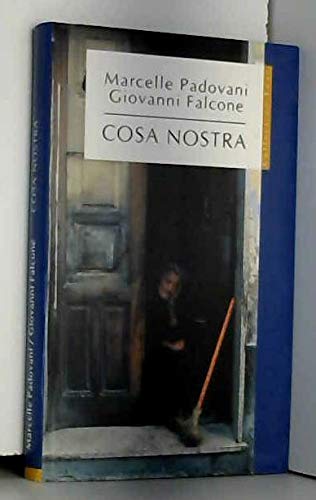 Marcelle Padovani
Giovanni Falcone
COSA NOSTRA
Marcelle Padovani / Giovanni Falcone
COSA NOSTRA